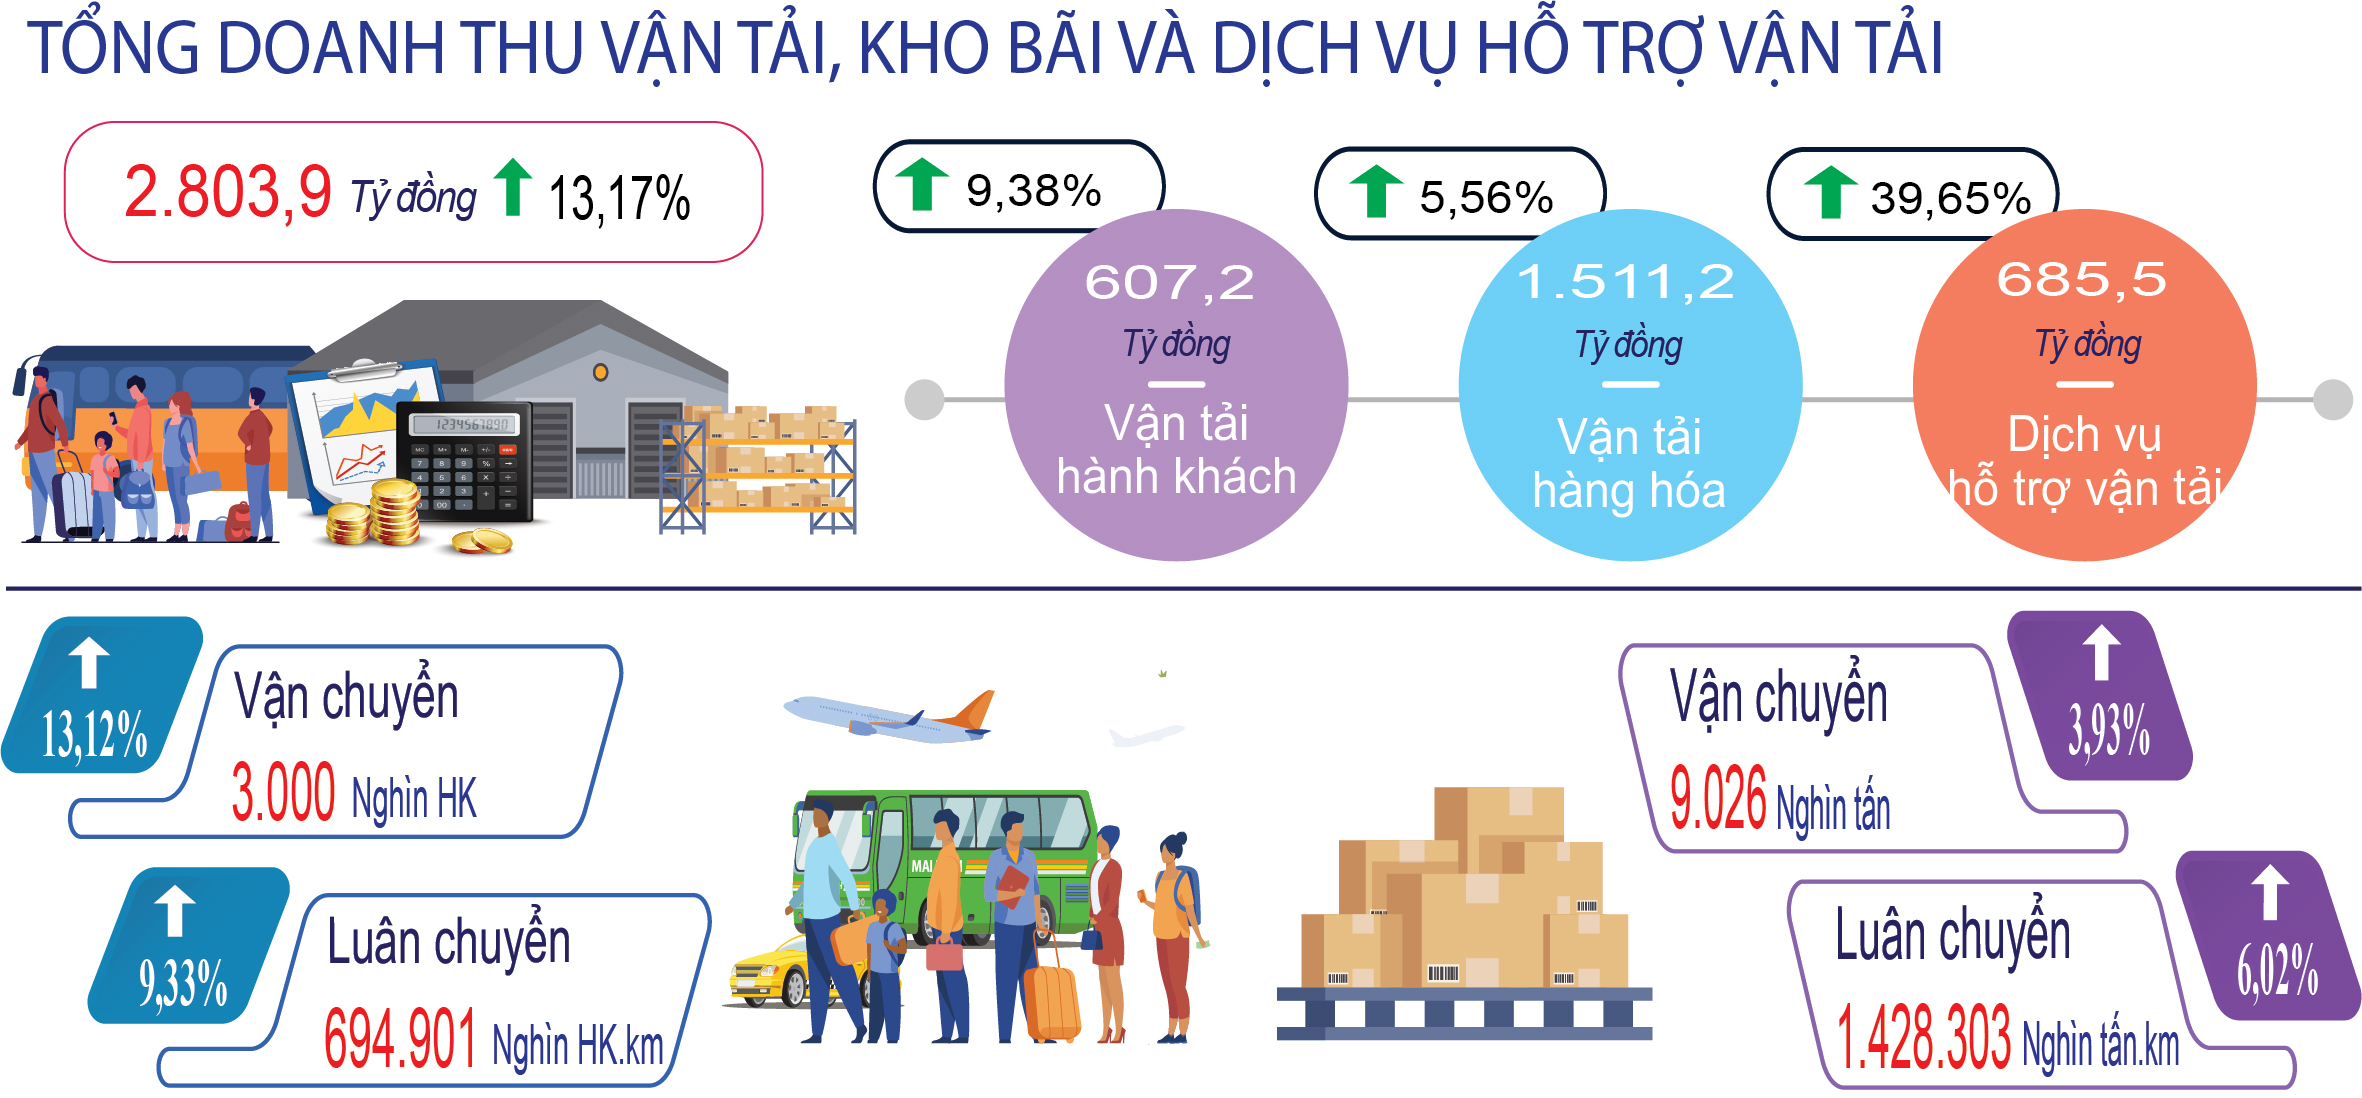 TỔNG DOANH THU VẬN TẢI, KHO BÃI VÀ DỊCH VỤ HỖ TRỢ VẬN TẢI
2.803,9 Tỷ đồng 13,17%
9,38%
607,2
Tỷ đồng
Vận tải
hành khách
5,56%
1.511,2
Tỷ đồng
Vận tải
hàng hóa
39,65%
685,5
Tỷ đồng
Dịch vụ
hỗ trợ vận tải
1234567890
13,12%
Vận chuyển
3.000 Nghìn HK
9,33%
Luân chuyển
694.901 Nghìn HK.km
Vận chuyển
9.026 Nghìn tấn
3,93%
Luân chuyển
1.428.303 Nghìn tấn.km
6,02%